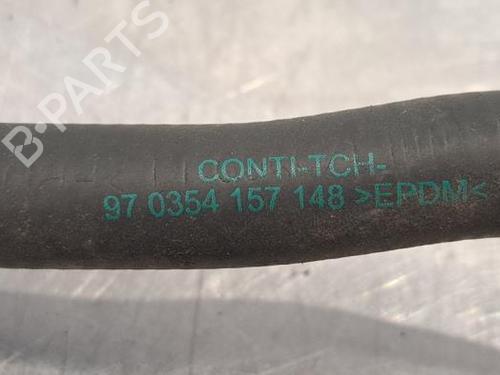 B-PARTS
CONTI-TCH-
97 0354 157 148 >EPDM<